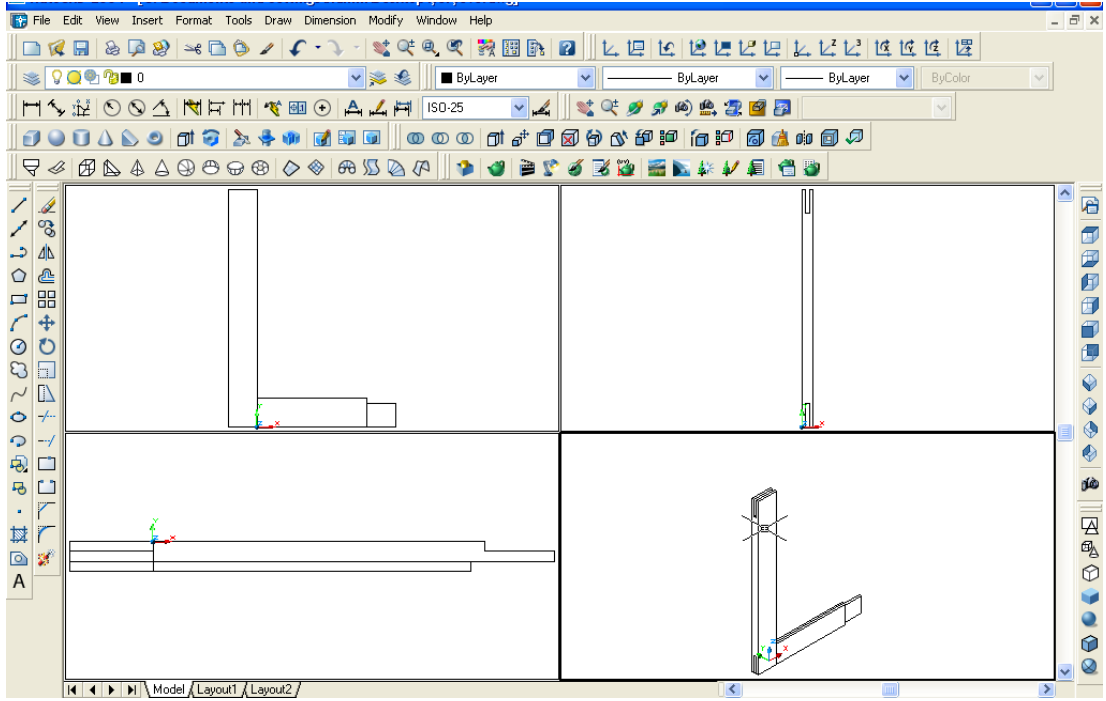 File Edit View Insert Format Tools Draw Dimension Modify Window Help
0 ByLayer ByLayer ByLayer ByColor
ISO-25
Y X
X
Y X
Y Z X
Model Layout1 Layout2